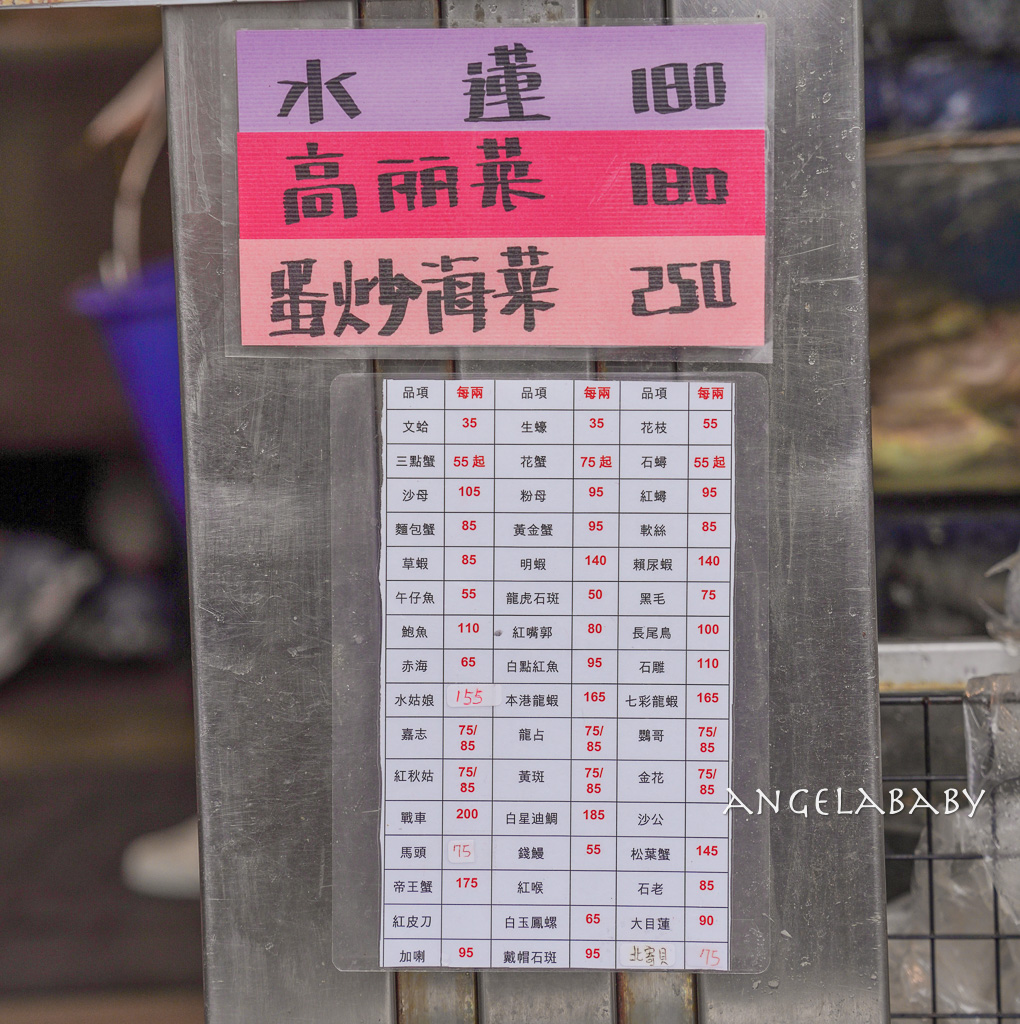 水蓮 180
高丽菜 180
蛋炒海菜 250
品項 每兩 品項 每兩 品項 每兩
文蛤 35 生蠔 35 花枝 55
三點蟹 55起 花蟹 75起 石蟳 55起
沙母 105 粉母 95 紅蟳 95
麵包蟹 85 黃金蟹 95 軟絲 85
草蝦 85 明蝦 140 賴尿蝦 140
午仔魚 55 龍虎石斑 50 黑毛 75
鮑魚 110 紅嘴郭 80 長尾鳥 100
赤海 65 白點紅魚 95 石雕 110
水姑娘 155 本港龍蝦 165 七彩龍蝦 165
嘉志 75/85 龍占 75/85 鸚哥 75/85
紅秋姑 75/85 黃斑 75/85 金花 75/85
戰車 200 白星迪鯛 185 沙公
馬頭 75 錢鰻 55 松葉蟹 145
帝王蟹 175 紅喉 石老 85
紅皮刀 白玉鳳螺 65 大目蓮 90
加喇 95 戴帽石斑 95 北寄貝 75
ANGELABABY